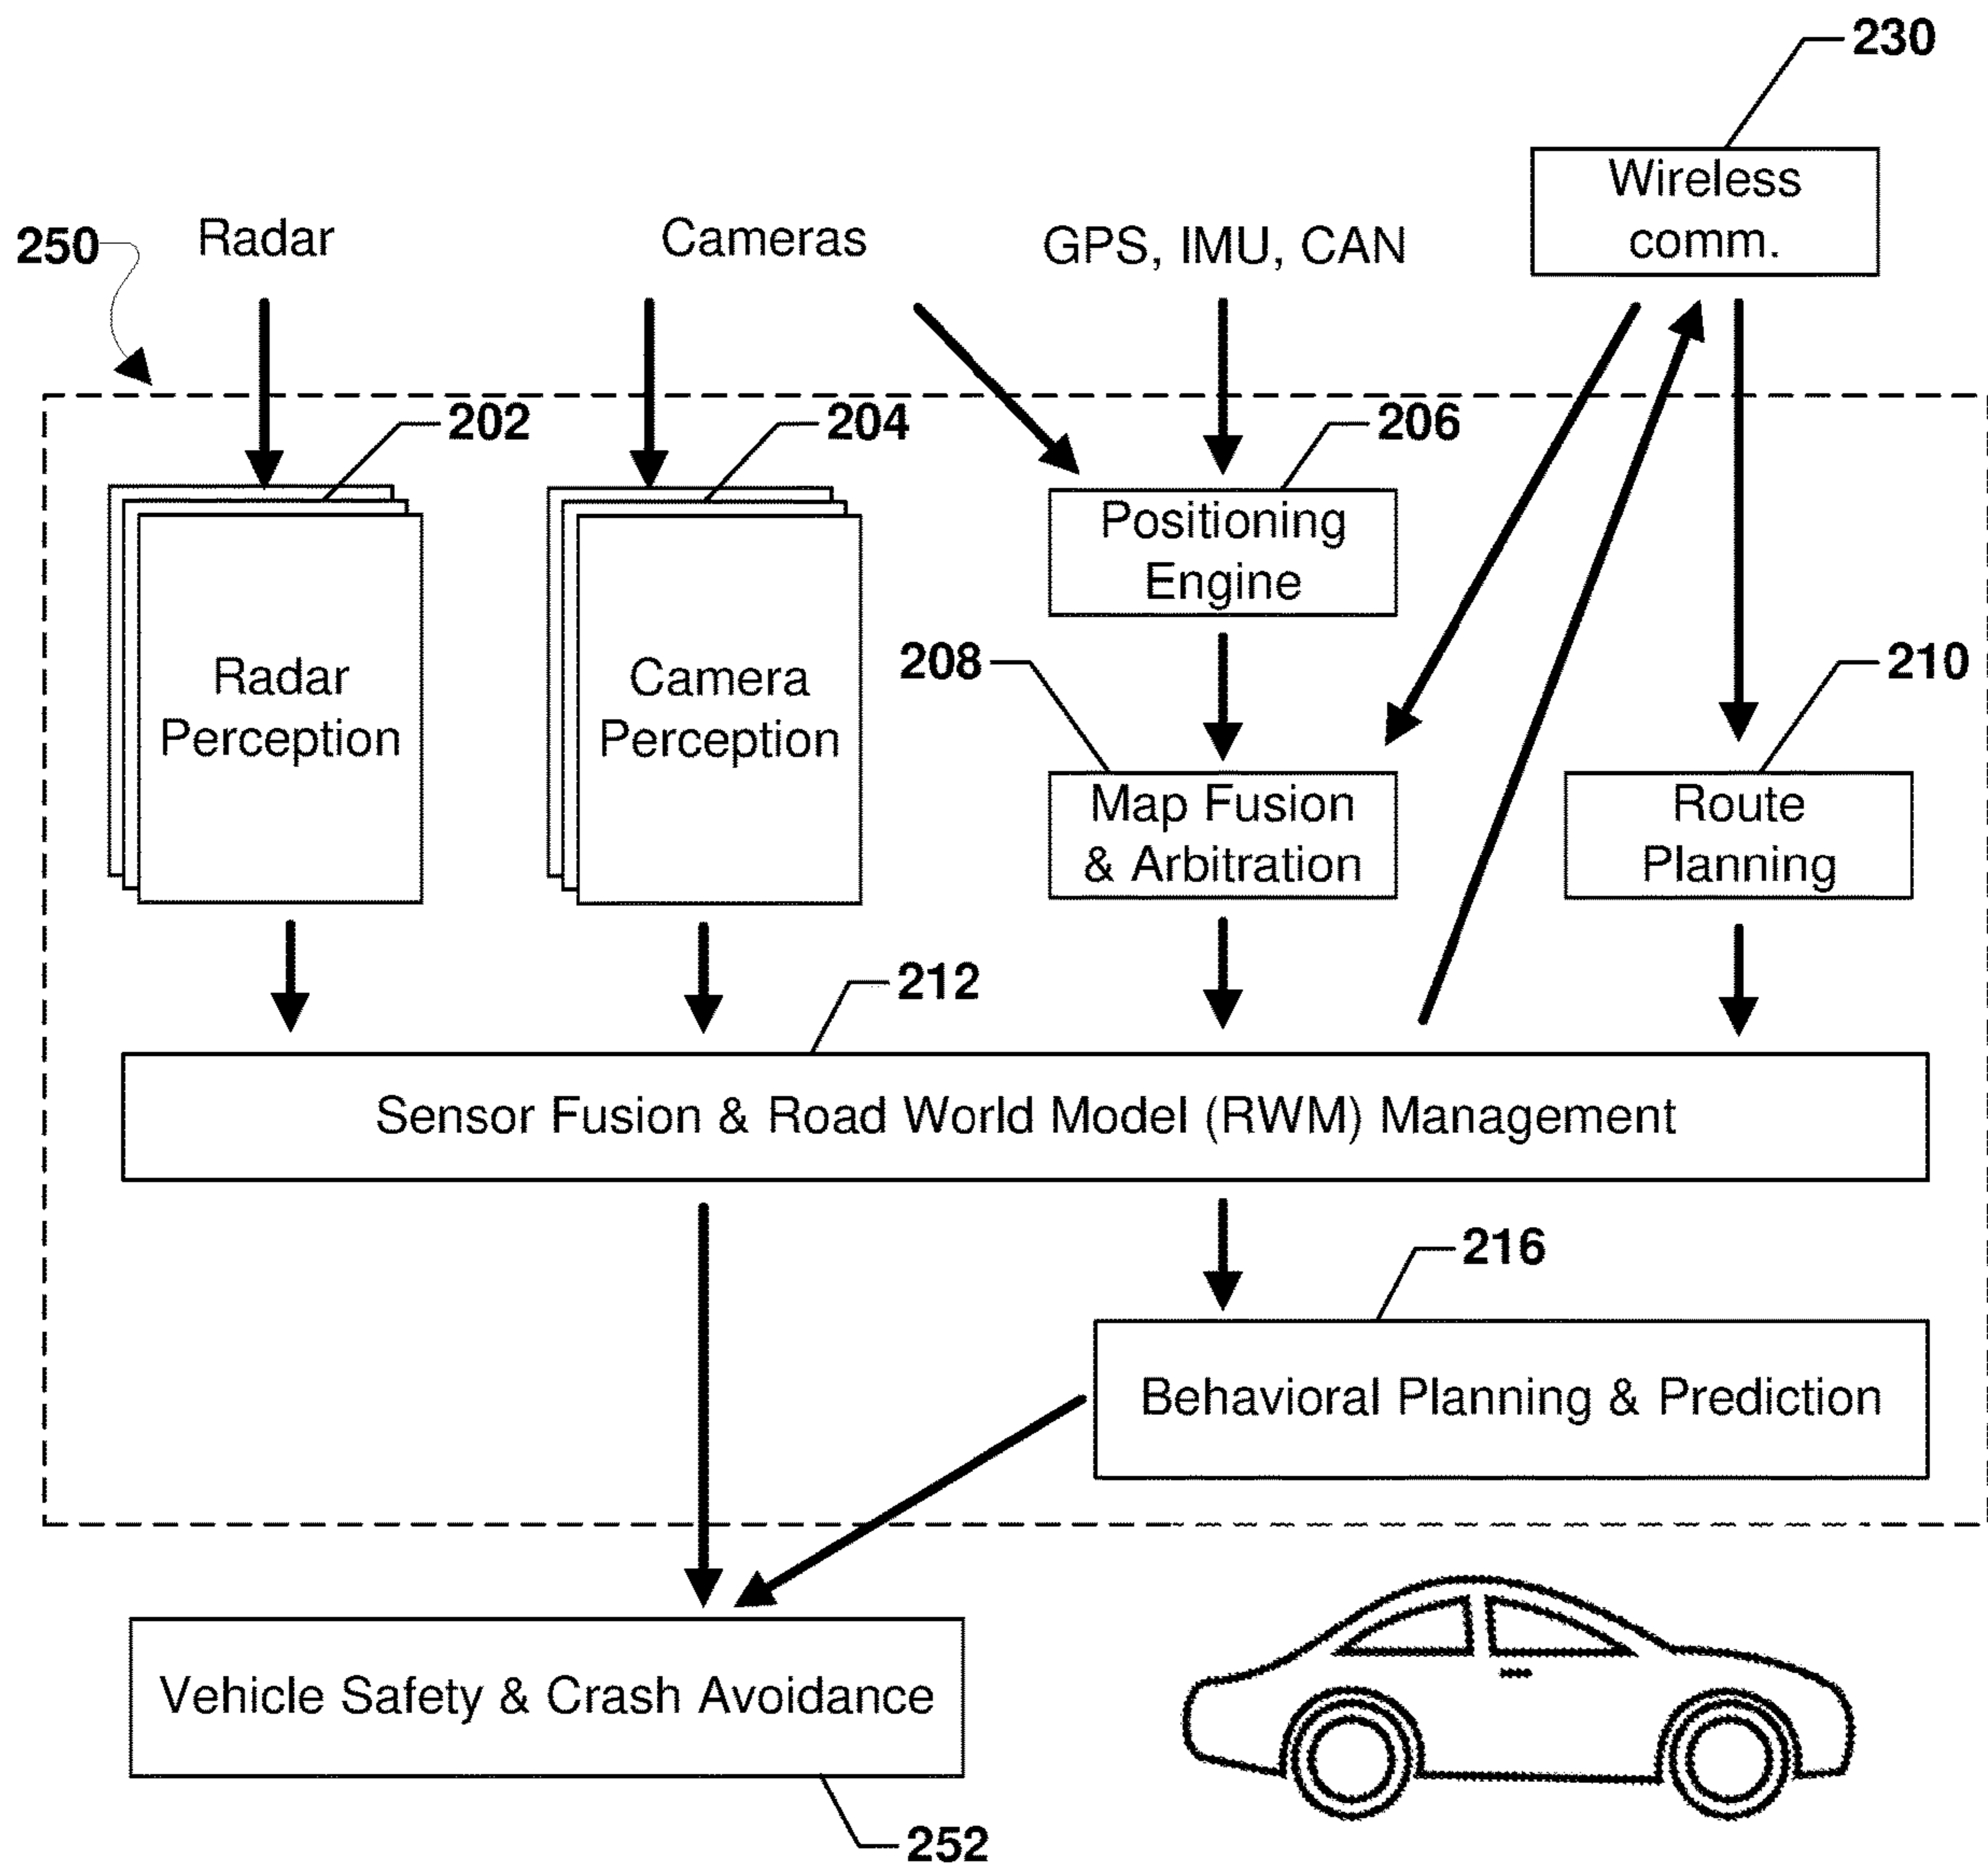 230
Wireless
comm.
250
Radar
Cameras
GPS, IMU, CAN
202
204
206
Positioning
Engine
Radar
Perception
Camera
Perception
208
210
Map Fusion
& Arbitration
Route
Planning
212
Sensor Fusion & Road World Model (RWM) Management
216
Behavioral Planning & Prediction
Vehicle Safety & Crash Avoidance
252